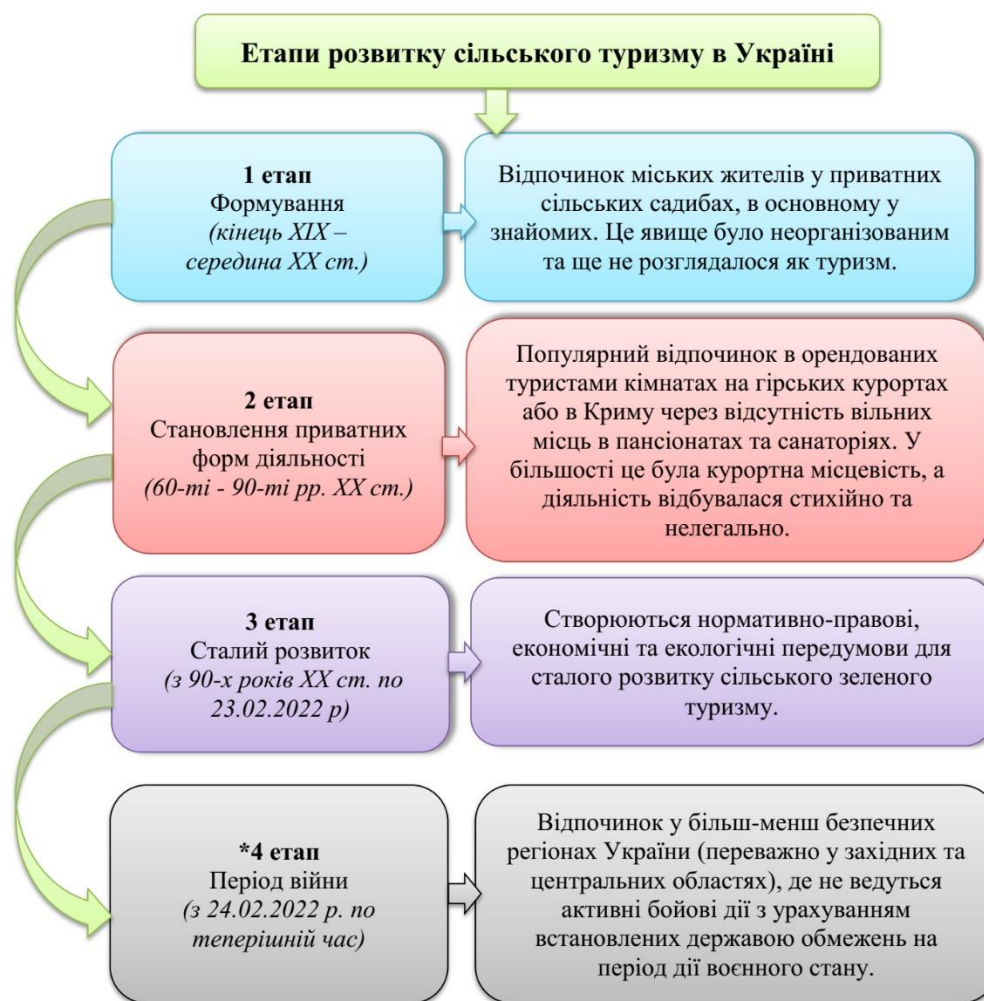 Етапи розвитку сільського туризму в Україні
1 етап
Формування
(кінець ХІХ –
середина ХХ ст.)
Відпочинок міських жителів у приватних
сільських садибах, в основному у
знайомих. Це явище було неорганізованим
та ще не розглядалося як туризм.
2 етап
Становлення приватних
форм діяльності
(60-ті - 90-ті рр. ХХ ст.)
Популярний відпочинок в орендованих
туристами кімнатах на гірських курортах
або в Криму через відсутність вільних
місць в пансіонатах та санаторіях. У
більшості це була курортна місцевість, а
діяльність відбувалася стихійно та
нелегально.
3 етап
Сталий розвиток
(з 90-х років ХХ ст. по
23.02.2022 р)
Створюються нормативно-правові,
економічні та екологічні передумови для
сталого розвитку сільського зеленого
туризму.
*4 етап
Період війни
(з 24.02.2022 р. по
теперішній час)
Відпочинок у більш-менш безпечних
регіонах України (переважно у західних та
центральних областях), де не ведуться
активні бойові дії з урахуванням
встановлених державою обмежень на
період дії воєнного стану.